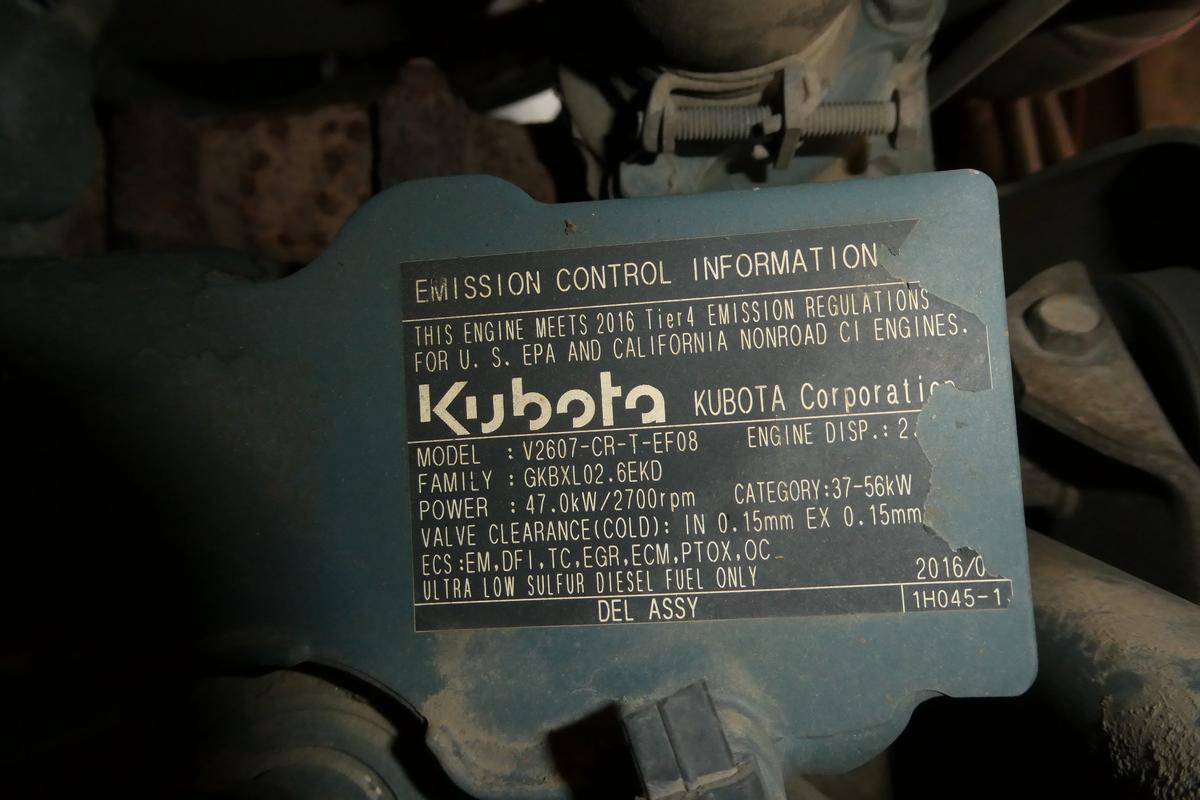 EMISSION CONTROL INFORMATION
THIS ENGINE MEETS 2016 Tier4 EMISSION REGULATIONS
FOR U. S. EPA AND CALIFORNIA NONROAD CI ENGINES.
Kubota KUBOTA Corporatio
MODEL : V2607-CR-T-EF08 ENGINE DISP.: 2.
FAMILY : GKBXL02.6EKD
POWER : 47.0kW/2700rpm CATEGORY:37-56kW
VALVE CLEARANCE(COLD): IN 0.15mm EX 0.15mm
ECS:EM,DFI,TC,EGR,ECM,PTOX,OC
ULTRA LOW SULFUR DIESEL FUEL ONLY 2016/0
DEL ASSY 1H045-1